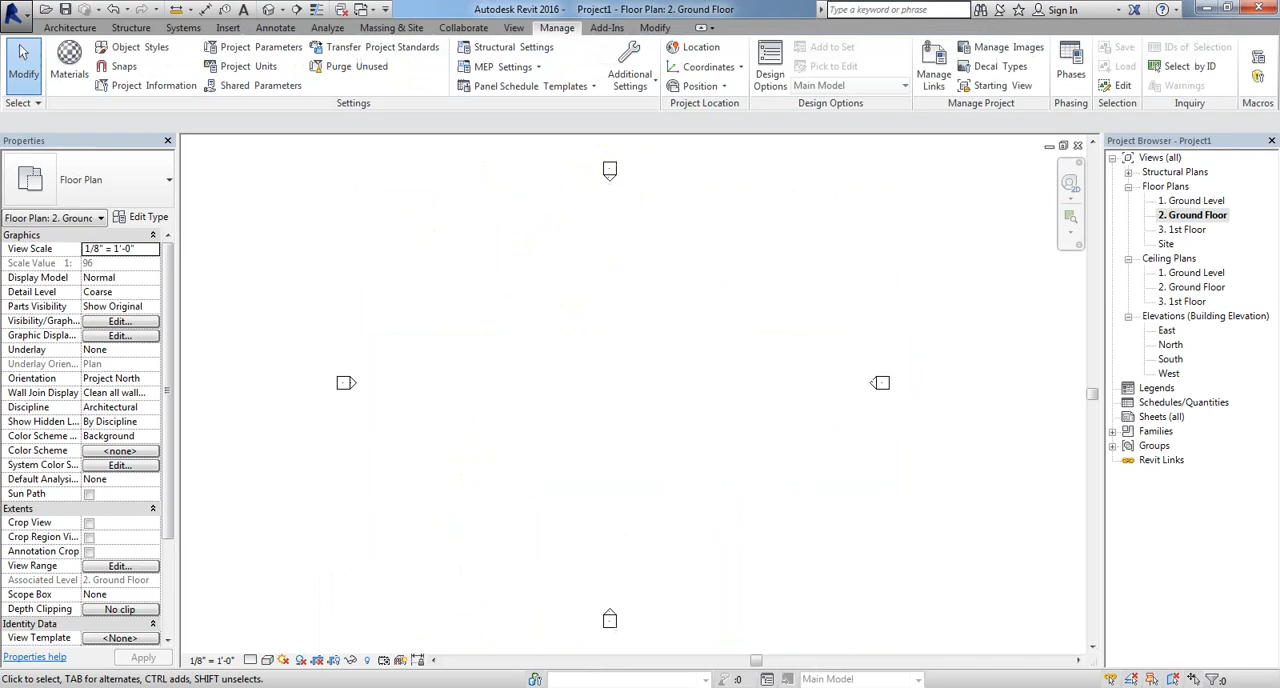 Autodesk Revit 2016 - Project1 - Floor Plan: 2. Ground Floor
Type a keyword or phrase
Sign In
Architecture Structure Systems Insert Annotate Analyze Massing & Site Collaborate View Manage Add-Ins Modify
Modify
Select
Materials
Object Styles
Snaps
Project Information
Project Parameters
Project Units
Shared Parameters
Transfer Project Standards
Purge Unused
Structural Settings
MEP Settings
Panel Schedule Templates
Additional Settings
Settings
Location
Coordinates
Position
Project Location
Design Options
Add to Set
Pick to Edit
Main Model
Design Options
Manage Links
Manage Images
Decal Types
Starting View
Manage Project
Phases
Phasing
Save
Load
Edit
Selection
IDs of Selection
Select by ID
Warnings
Inquiry
Macros
Properties
Floor Plan
Floor Plan: 2. Grounc Edit Type
Graphics
View Scale 1/8" = 1'-0"
Scale Value 1: 96
Display Model Normal
Detail Level Coarse
Parts Visibility Show Original
Visibility/Graph... Edit...
Graphic Displa... Edit...
Underlay None
Underlay Orien... Plan
Orientation Project North
Wall Join Display Clean all wall...
Discipline Architectural
Show Hidden L... By Discipline
Color Scheme ... Background
Color Scheme <none>
System Color S... Edit...
Default Analysi... None
Sun Path
Extents
Crop View
Crop Region Vi...
Annotation Crop
View Range Edit...
Associated Level 2. Ground Floor
Scope Box None
Depth Clipping No clip
Identity Data
View Template <None>
Properties help Apply
2D
Project Browser - Project1
Views (all)
Structural Plans
Floor Plans
1. Ground Level
2. Ground Floor
3. 1st Floor
Site
Ceiling Plans
1. Ground Level
2. Ground Floor
3. 1st Floor
Elevations (Building Elevation)
East
North
South
West
Legends
Schedules/Quantities
Sheets (all)
Families
Groups
Revit Links
1/8" = 1'-0"
Click to select, TAB for alternates, CTRL adds, SHIFT unselects.
:0
Main Model
:0